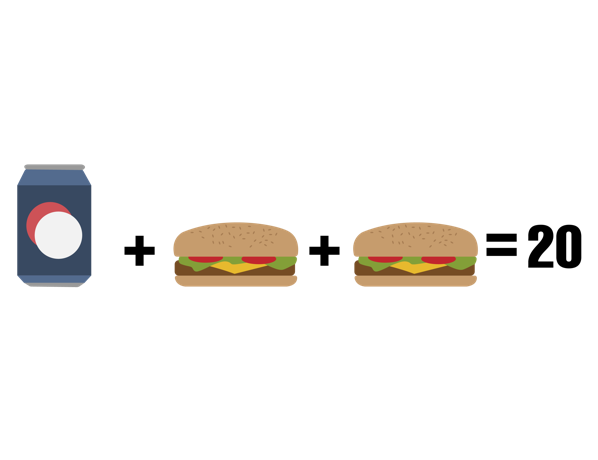 + + = 20